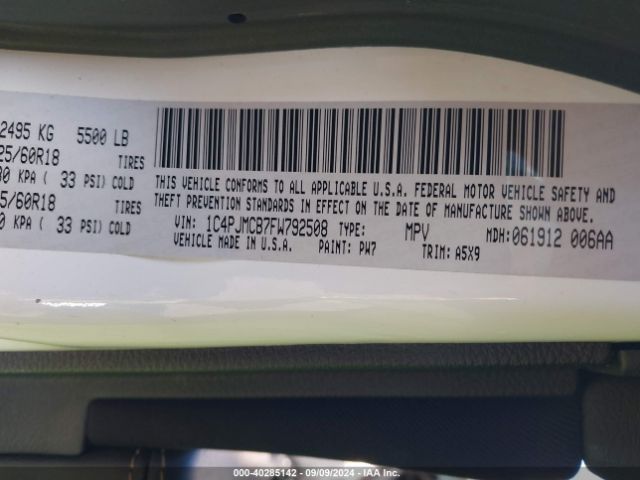 2495 KG 5500 LB
25/60R18 TIRES
30 KPA ( 33 PSI) COLD
5/60R18 TIRES
0 KPA ( 33 PSI) COLD
THIS VEHICLE CONFORMS TO ALL APPLICABLE U.S.A. FEDERAL MOTOR VEHICLE SAFETY AND
THEFT PREVENTION STANDARDS IN EFFECT ON THE DATE OF MANUFACTURE SHOWN ABOVE.
VIN: 1C4PJMCB7FW792508 TYPE: MPV MDH:061912 006AA
VEHICLE MADE IN U.S.A. PAINT: PW7 TRIM: A5X9
000-40285142 - 09/09/2024 - IAA Inc.